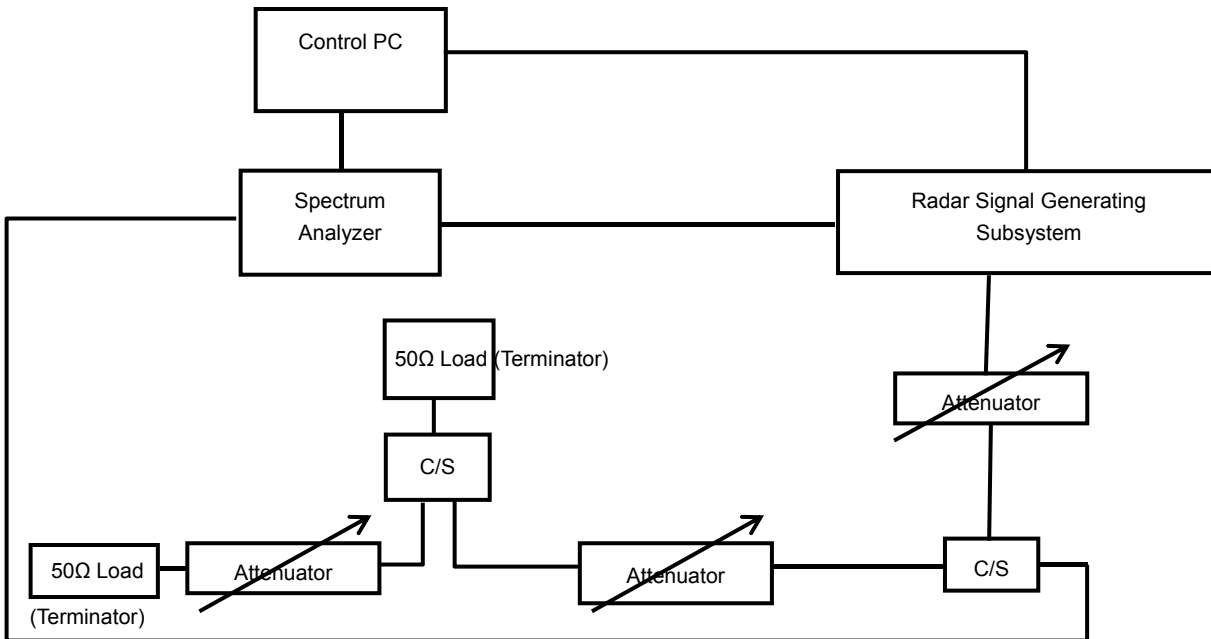 Control PC
Spectrum
Analyzer
Radar Signal Generating
Subsystem
50Ω Load (Terminator)
Attenuator
C/S
50Ω Load
(Terminator)
Attenuator
Attenuator
C/S